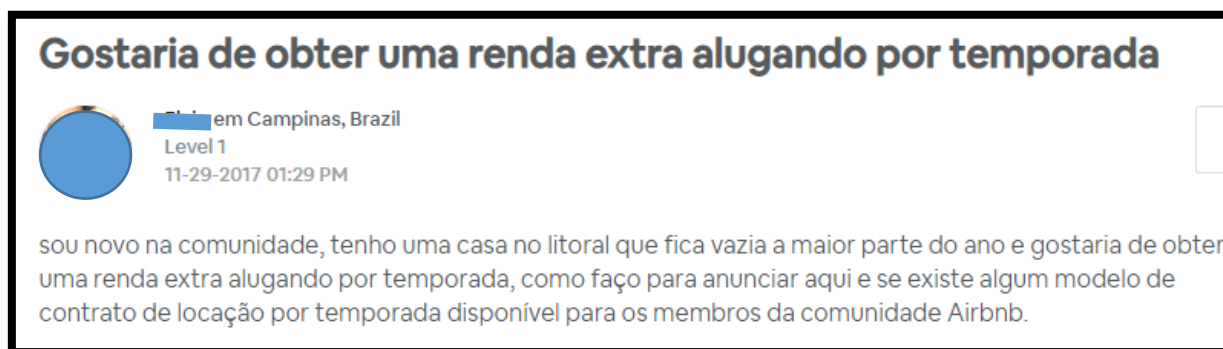 Gostaria de obter uma renda extra alugando por temporada
em Campinas, Brazil
Level 1
11-29-2017 01:29 PM
sou novo na comunidade, tenho uma casa no litoral que fica vazia a maior parte do ano e gostaria de obter
uma renda extra alugando por temporada, como faço para anunciar aqui e se existe algum modelo de
contrato de locação por temporada disponível para os membros da comunidade Airbnb.